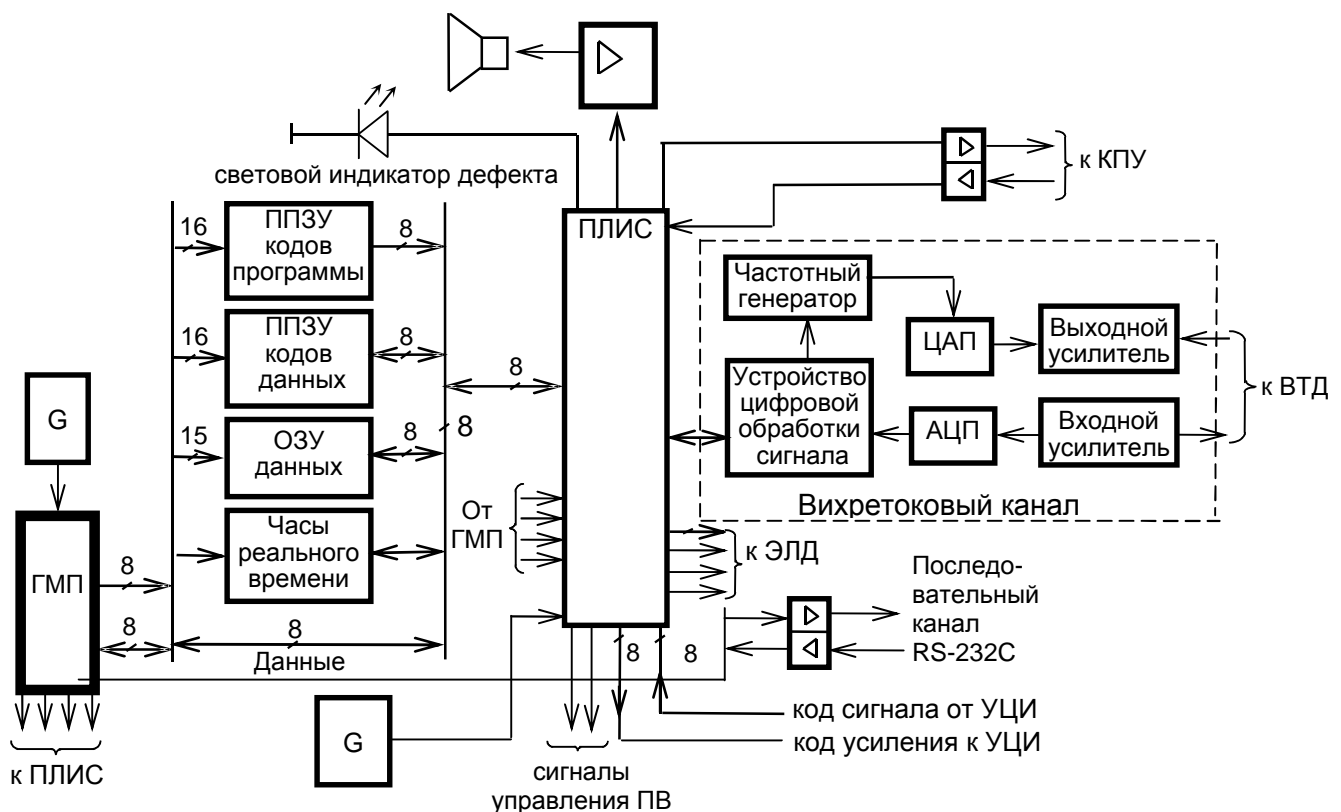 к КПУ
световой индикатор дефекта
16
ППЗУ
кодов
программы
8
ПЛИС
16
ППЗУ
кодов
данных
8
8
15
ОЗУ
данных
8
8
Часы
реального
времени
G
ГМП
8
8
8
Данные
к ПЛИС
От
ГМП
G
Частотный
генератор
ЦАП
Выходной
усилитель
Устройство
цифровой
обработки
сигнала
АЦП
Входной
усилитель
к ВТД
Вихретоковый канал
к ЭЛД
Последо-
вательный
канал
RS-232C
8
8
код сигнала от УЦИ
код усиления к УЦИ
сигналы
управления ПВ